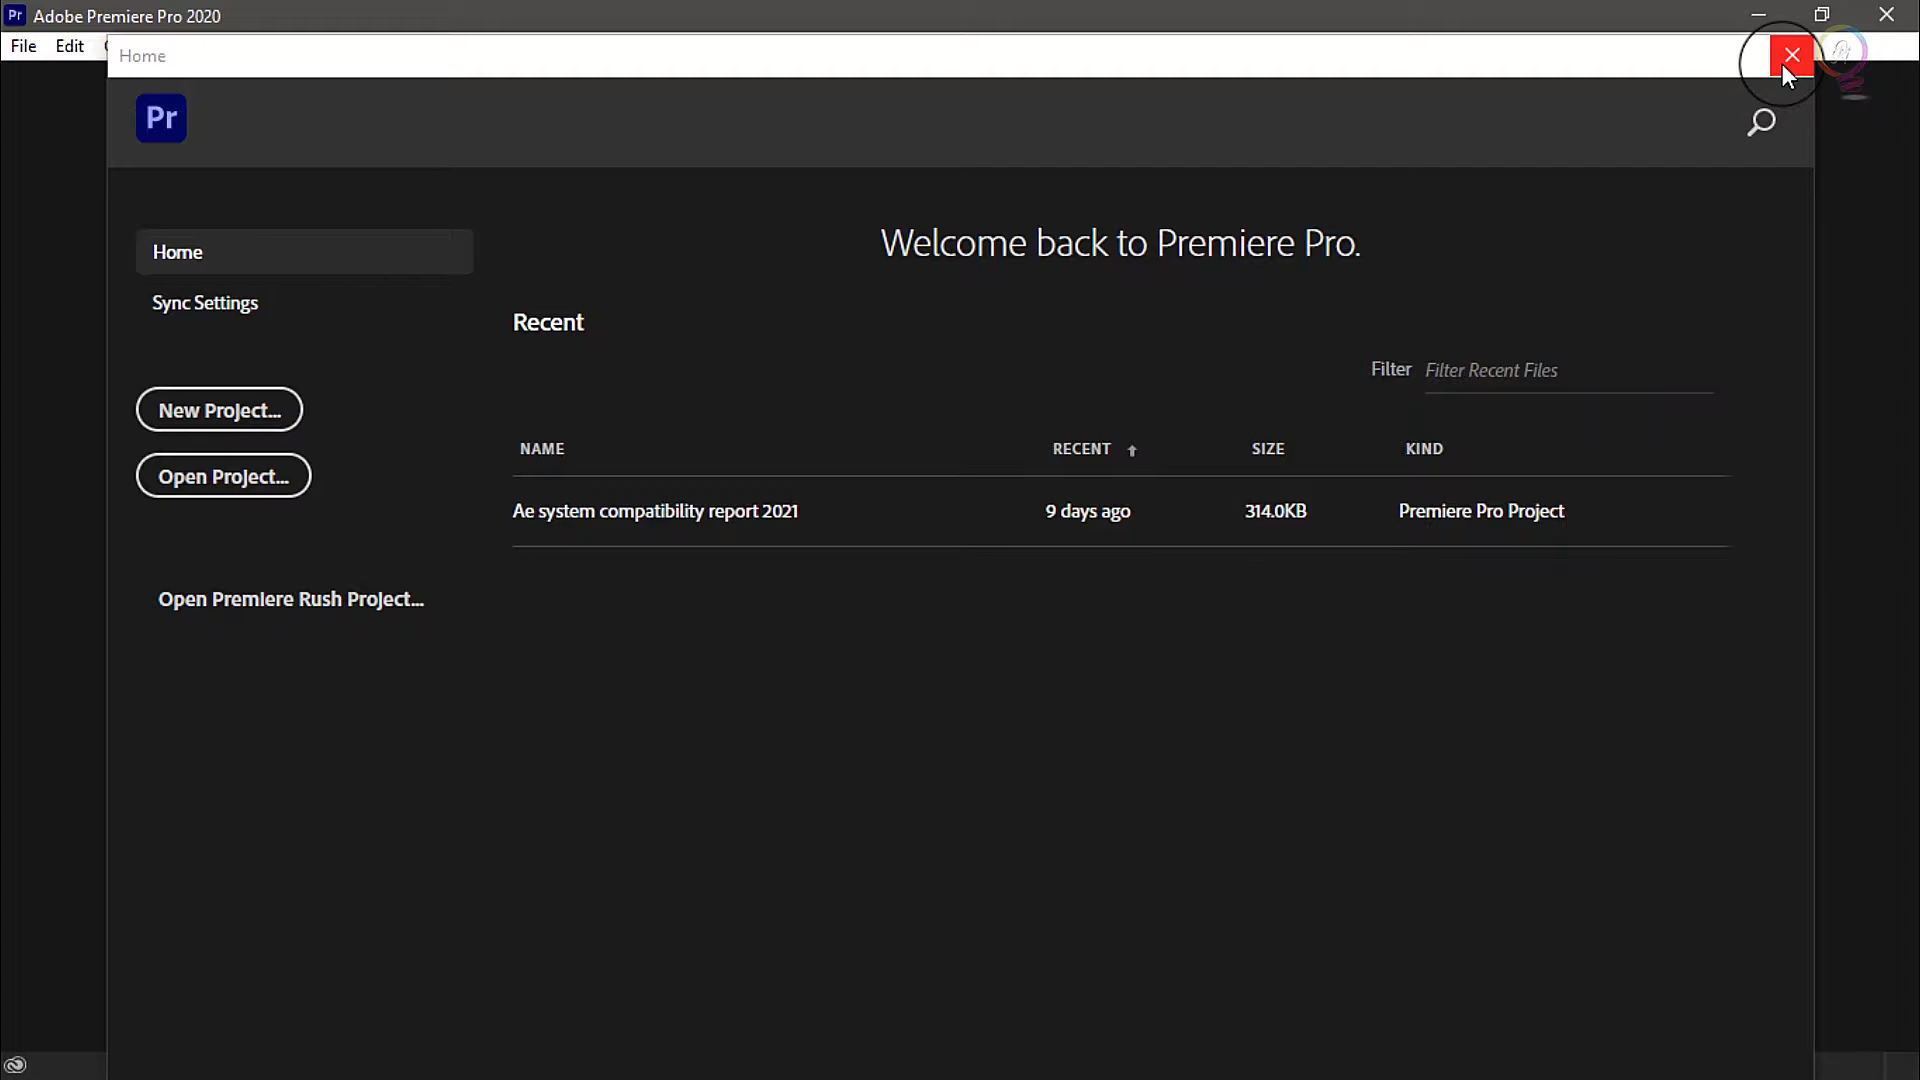 Pr Adobe Premiere Pro 2020
File Edit
Home
Pr
Home
Sync Settings
New Project...
Open Project...
Open Premiere Rush Project...
Welcome back to Premiere Pro.
Recent
Filter Filter Recent Files
NAME RECENT SIZE KIND
Ae system compatibility report 2021 9 days ago 314.0KB Premiere Pro Project